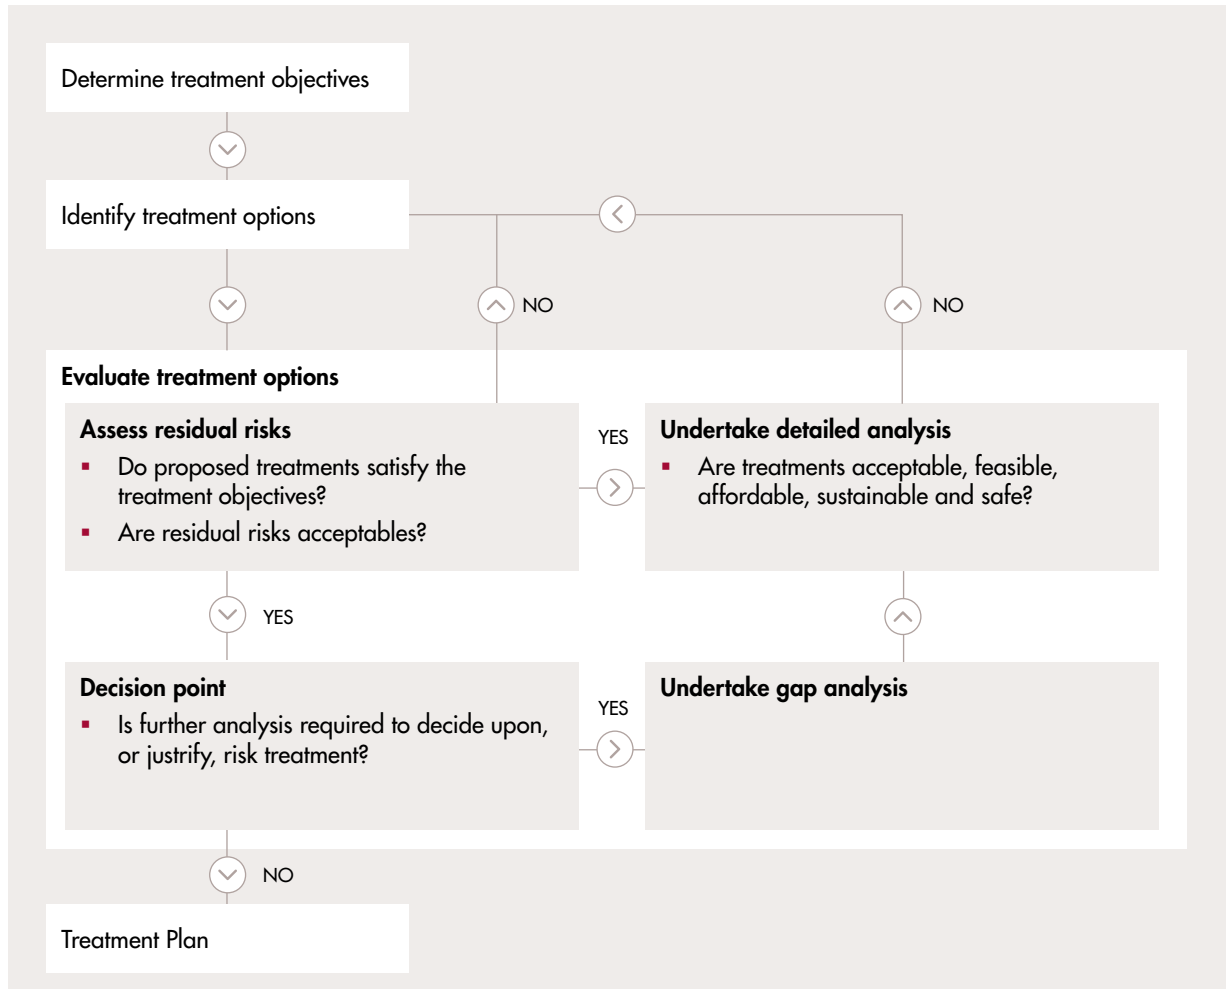 Determine treatment objectives
Identify treatment options
NO
NO
Evaluate treatment options
Assess residual risks
▪ Do proposed treatments satisfy the
treatment objectives?
▪ Are residual risks acceptables?
YES
Undertake detailed analysis
▪ Are treatments acceptable, feasible,
affordable, sustainable and safe?
YES
Decision point
▪ Is further analysis required to decide upon,
or justify, risk treatment?
YES
Undertake gap analysis
NO
Treatment Plan